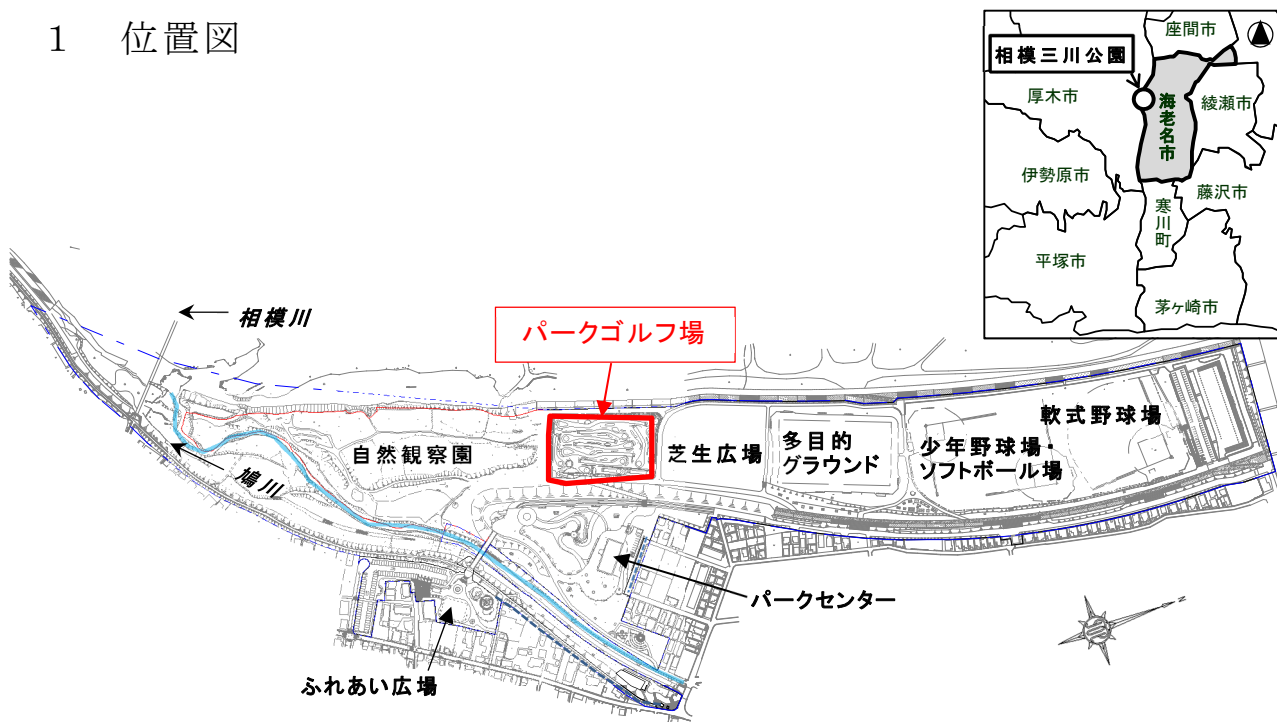 1 位置図
座間市
相模三川公園
厚木市
海老名市
綾瀬市
伊勢原市
藤沢市
寒川町
平塚市
茅ヶ崎市
相模川
パークゴルフ場
軟式野球場
自然観察園
芝生広場
多目的
グラウンド
少年野球場・
ソフトボール場
鳩川
パークセンター
ふれあい広場
N